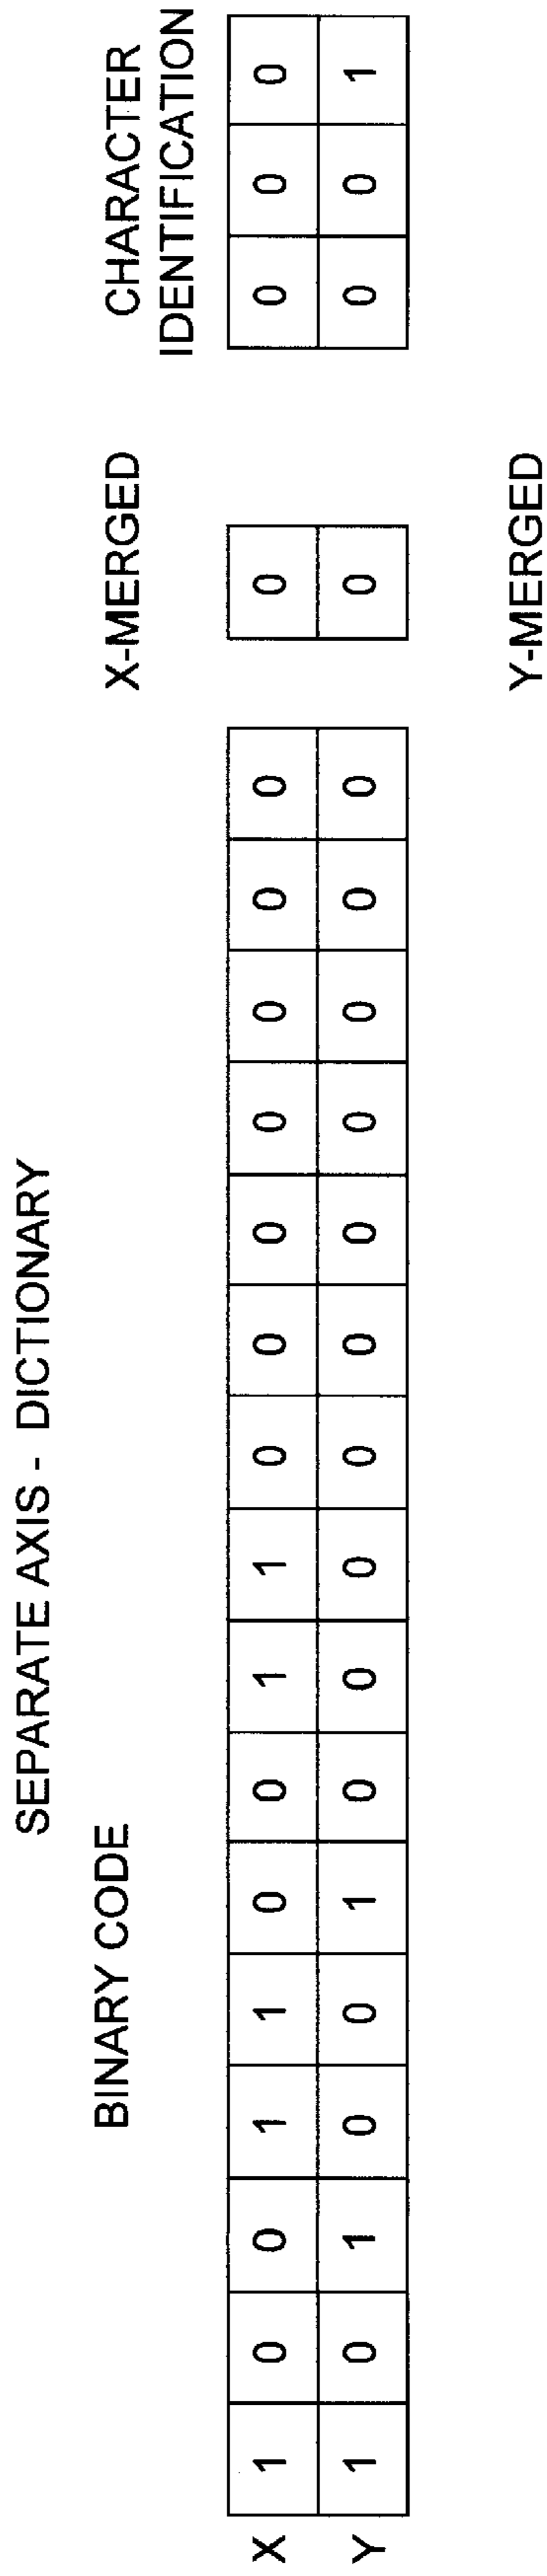 SEPARATE AXIS - DICTIONARY
BINARY CODE X-MERGED CHARACTER
IDENTIFICATION
X 1 0 0 1 1 0 0 1 1 0 0 0 0 0 0 0 0 0 0 0
Y 1 0 1 0 0 1 0 0 0 0 0 0 0 0 0 0 0 0 0 1
Y-MERGED